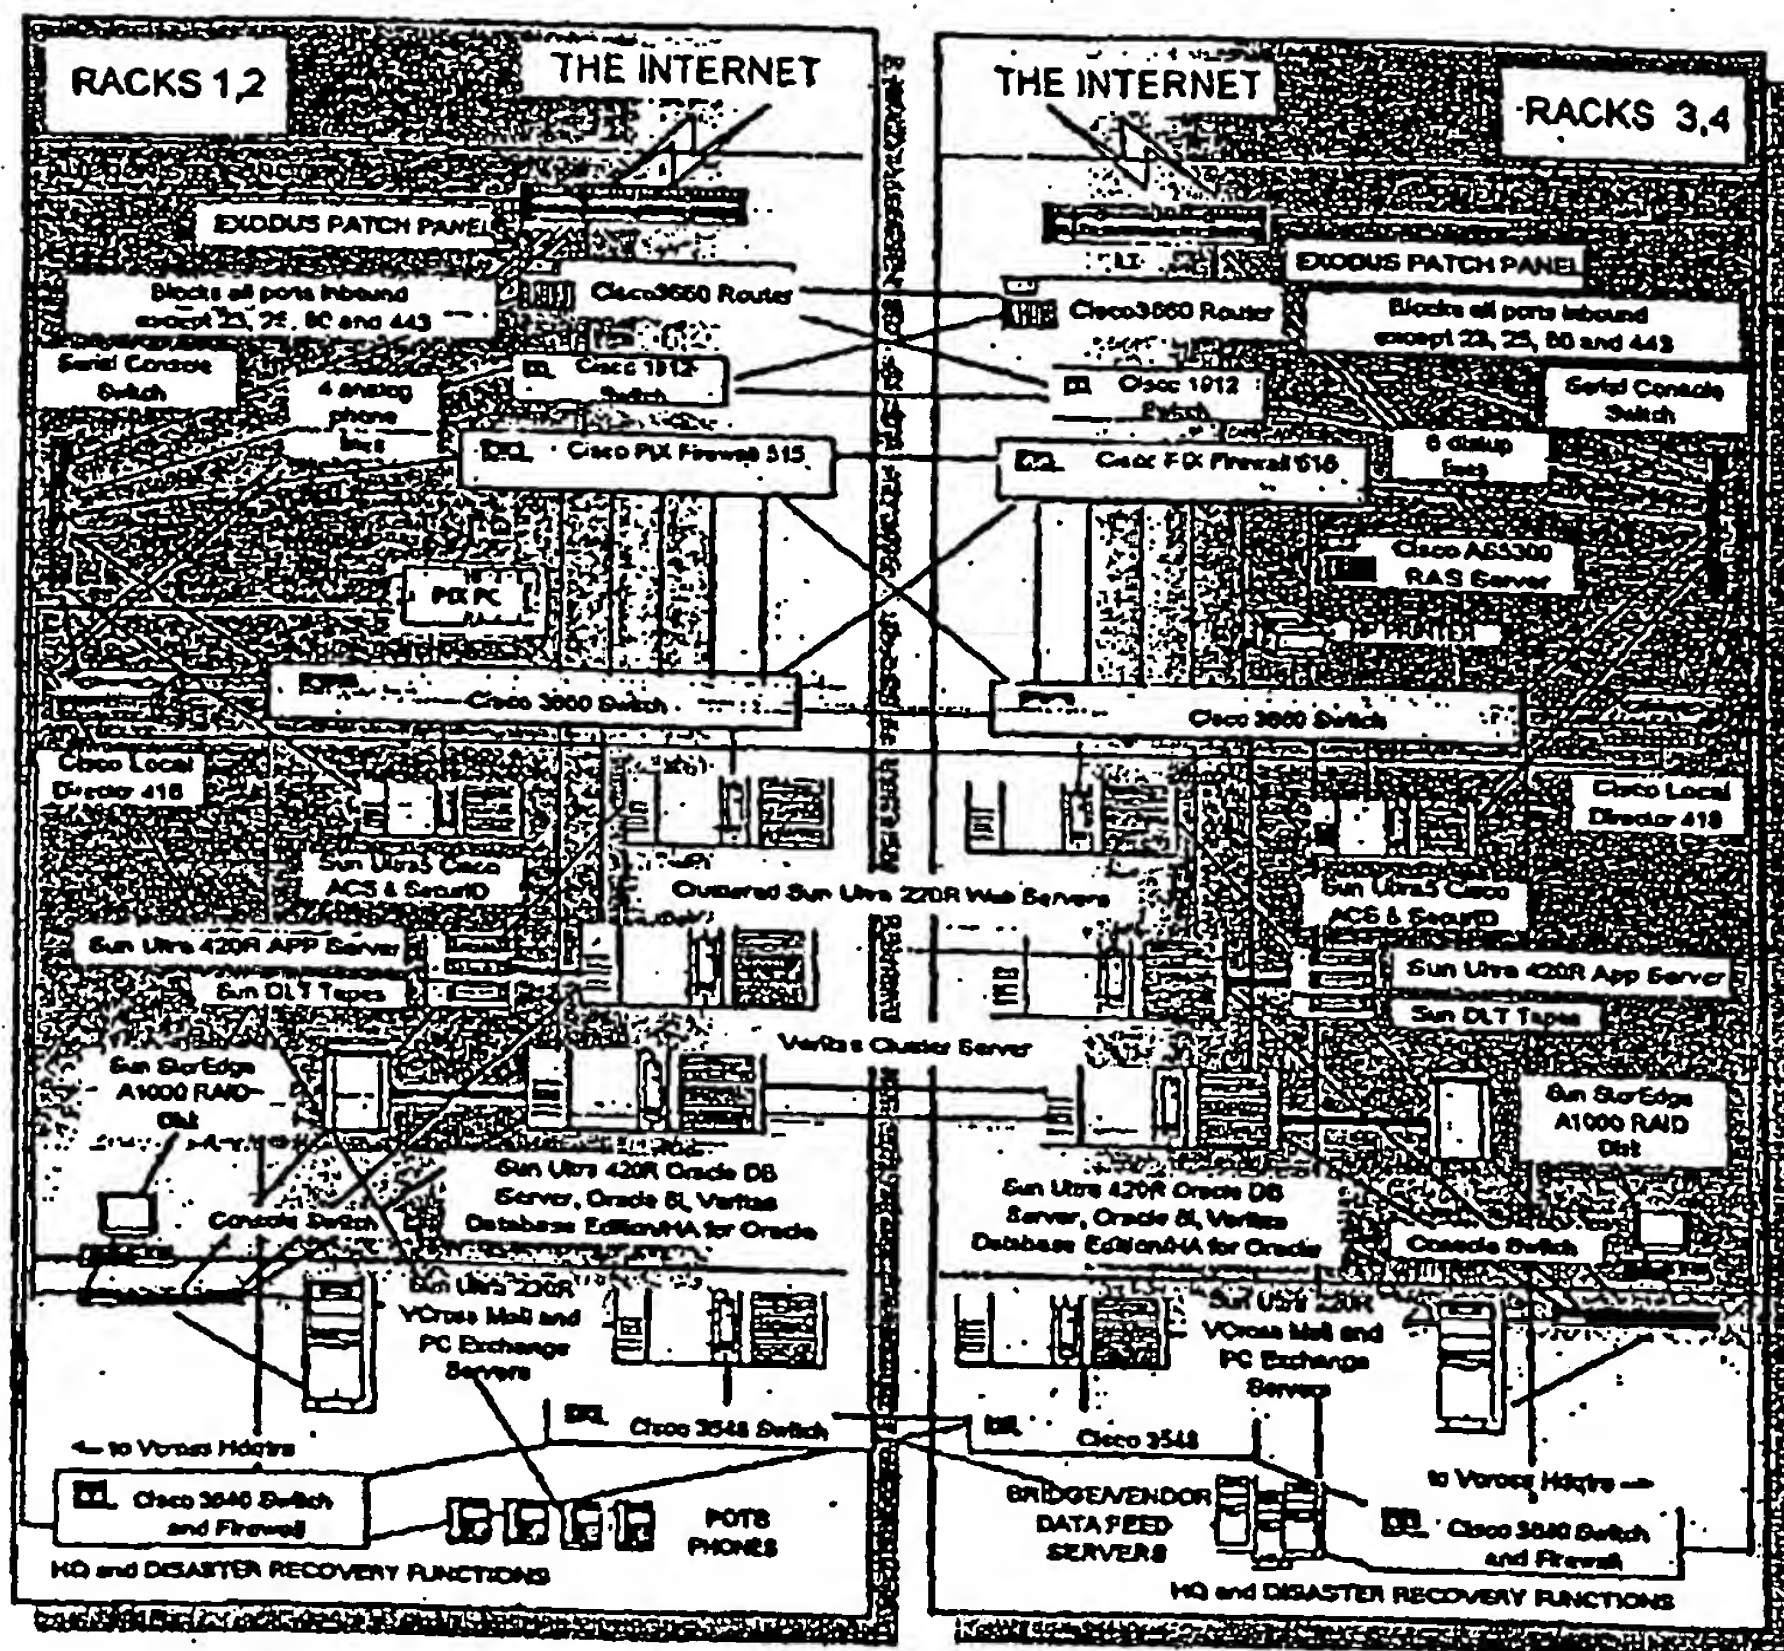 RACKS 1,2
THE INTERNET
EXODUS PATCH PANEL
Blocks all ports inbound
except 23, 25, 80 and 443
Cisco3660 Router
Serial Console
Switch
4 analog
phone
lines
Cisco 1912
Switch
Cisco PIX Firewall 515
PIX PC
Cisco Switch
Cisco Local
Director 416
Sun Ultra5 Cisco
ACS & SecurID
Clustered Sun Ultra 220R Web Servers
Sun Ultra 420R APP Server
Sun DLT Tapes
Veritas Cluster Server
Sun StorEdge
A1000 RAID
Disk
Sun Ultra 420R Oracle DB
Server, Oracle 8i, Veritas
Database Edition/HA for Oracle
Console Switch
Sun Ultra 220R
VCross Mail and
PC Exchange
Servers
Cisco 3548 Switch
to Vcross Hdqtrs
Cisco 3640 Switch
and Firewall
POTS
PHONES
HQ and DISASTER RECOVERY FUNCTIONS
THE INTERNET
RACKS 3,4
EXODUS PATCH PANEL
Cisco3660 Router
Blocks all ports inbound
except 23, 25, 80 and 443
Cisco 1912
Switch
Serial Console
Switch
6 dialup
lines
Cisco PIX Firewall 515
Cisco AS5300
RAS Server
HP PRINTER
Cisco Switch
Cisco Local
Director 416
Sun Ultra5 Cisco
ACS & SecurID
Sun Ultra 420R App Server
Sun DLT Tapes
Sun StorEdge
A1000 RAID
Disk
Sun Ultra 420R Oracle DB
Server, Oracle 8i, Veritas
Database Edition/HA for Oracle
Console Switch
Sun Ultra 220R
VCross Mail and
PC Exchange
Servers
Cisco 3548
to Vcross Hdqtrs
BRIDGE/VENDOR
DATA FEED
SERVERS
Cisco 3640 Switch
and Firewall
HQ and DISASTER RECOVERY FUNCTIONS